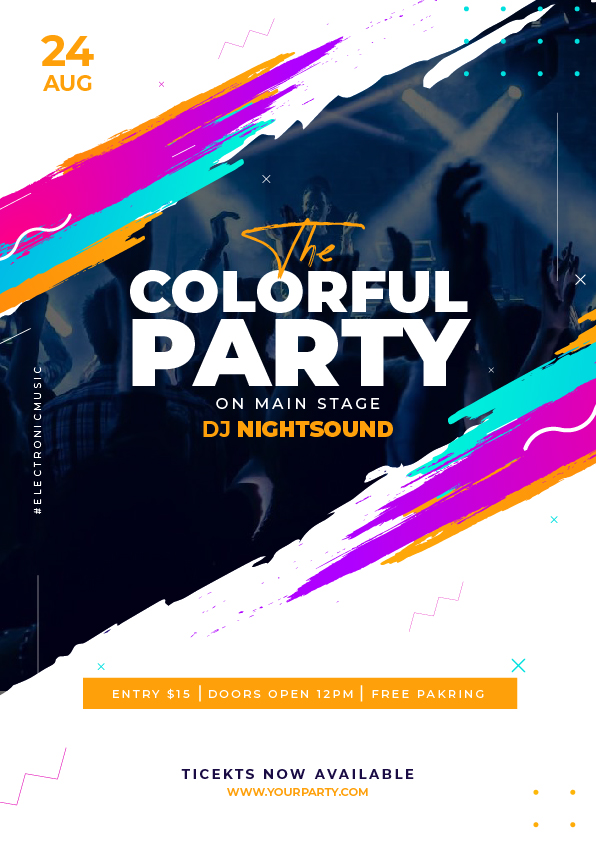 24
AUG
The
COLORFUL
PARTY
ON MAIN STAGE
DJ NIGHTSOUND
#ELECTRONICMUSIC
ENTRY $15 | DOORS OPEN 12PM | FREE PAKRING
TICEKTS NOW AVAILABLE
WWW.YOURPARTY.COM